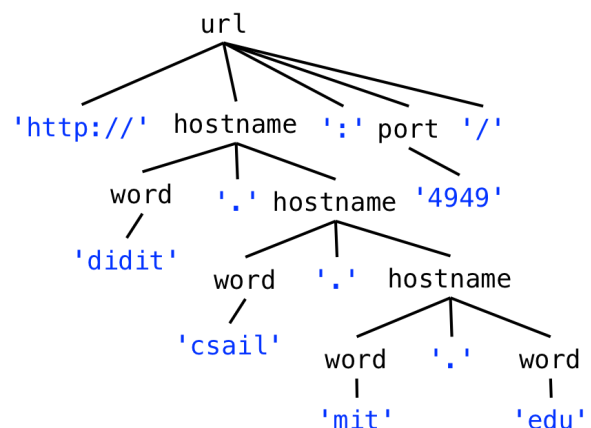 url
'http://' hostname ':' port '/'
word '.' hostname '4949'
'didit' word '.' hostname
'csail' word '.' word
'mit' 'edu'